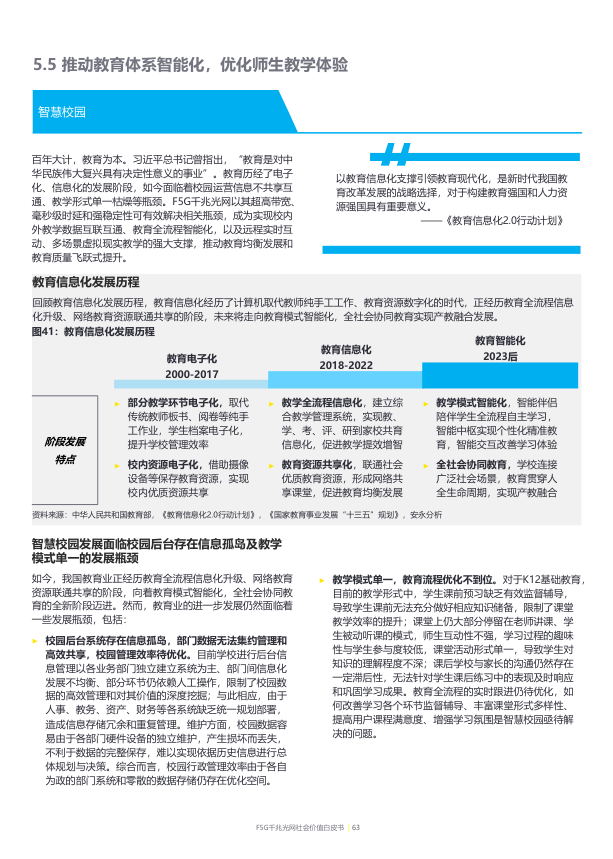 5.5 推动教育体系智能化，优化师生教学体验
智慧校园
百年大计，教育为本。习近平总书记曾指出，“教育是对中
华民族伟大复兴具有决定性意义的事业”。教育历经了电子
化、信息化的发展阶段，如今面临着校园运营信息不共享互
通、教学形式单一枯燥等瓶颈。F5G千兆光网以其超高带宽、
毫秒级时延和强稳定性可有效解决相关瓶颈，成为实现校内
外教学数据互联互通、教育全流程智能化，以及远程实时互
动、多场景虚拟现实教学的强大支撑，推动教育均衡发展和
教育质量飞跃式提升。
以教育信息化支撑引领教育现代化，是新时代我国教
育改革发展的战略选择，对于构建教育强国和人力资
源强国具有重要意义。
——《教育信息化2.0行动计划》
教育信息化发展历程
回顾教育信息化发展历程，教育信息化经历了计算机取代教师纯手工工作、教育资源数字化的时代，正经历教育全流程信息
化升级、网络教育资源联通共享的阶段，未来将走向教育模式智能化，全社会协同教育实现产教融合发展。
图41：教育信息化发展历程
教育电子化
2000-2017
教育信息化
2018-2022
教育智能化
2023后
阶段发展
特点
► 部分教学环节电子化，取代
传统教师板书、阅卷等纯手
工作业，学生档案电子化，
提升学校管理效率
► 校内资源电子化，借助摄像
设备等保存教育资源，实现
校内优质资源共享
► 教学全流程信息化，建立综
合教学管理系统，实现教、
学、考、评、研到家校共育
信息化，促进教学提效增智
► 教育资源共享化，联通社会
优质教育资源，形成网络共
享课堂，促进教育均衡发展
► 教学模式智能化，智能伴侣
陪伴学生全流程自主学习，
智能中枢实现个性化精准教
育，智能交互改善学习体验
► 全社会协同教育，学校连接
广泛社会场景，教育贯穿人
全生命周期，实现产教融合
资料来源：中华人民共和国教育部，《教育信息化2.0行动计划》，《国家教育事业发展“十三五”规划》，安永分析
智慧校园发展面临校园后台存在信息孤岛及教学
模式单一的发展瓶颈
如今，我国教育业正经历教育全流程信息化升级、网络教育
资源联通共享的阶段，向着教育模式智能化，全社会协同教
育的全新阶段迈进。然而，教育业的进一步发展仍然面临着
一些发展瓶颈，包括：
► 校园后台系统存在信息孤岛，部门数据无法集约管理和
高效共享，校园管理效率待优化。目前学校进行后台信
息管理以各业务部门独立建立系统为主、部门间信息化
发展不均衡、部分环节仍依赖人工操作，限制了校园数
据的高效管理和对其价值的深度挖掘；与此相应，由于
人事、教务、资产、财务等各系统缺乏统一规划部署，
造成信息存储冗余和重复管理。维护方面，校园数据容
易由于各部门硬件设备的独立维护，产生损坏而丢失，
不利于数据的完整保存，难以实现依据历史信息进行总
体规划与决策。综合而言，校园行政管理效率由于各自
为政的部门系统和零散的数据存储仍存在优化空间。
► 教学模式单一，教育流程优化不到位。对于K12基础教育，
目前的教学形式中，学生课前预习缺乏有效监督辅导，
导致学生课前无法充分做好相应知识储备，限制了课堂
教学效率的提升；课堂上仍大部分停留在老师讲课、学
生被动听课的模式，师生互动性不强，学习过程的趣味
性与学生参与度较低，课堂活动形式单一，导致学生对
知识的理解程度不深；课后学校与家长的沟通仍然存在
一定滞后性，无法针对学生课后练习中的表现及时响应
和巩固学习成果。教育全流程的实时跟进仍待优化，如
何改善学习各个环节监督辅导、丰富课堂形式多样性、
提高用户课程满意度、增强学习氛围是智慧校园亟待解
决的问题。
F5G千兆光网社会价值白皮书 | 63